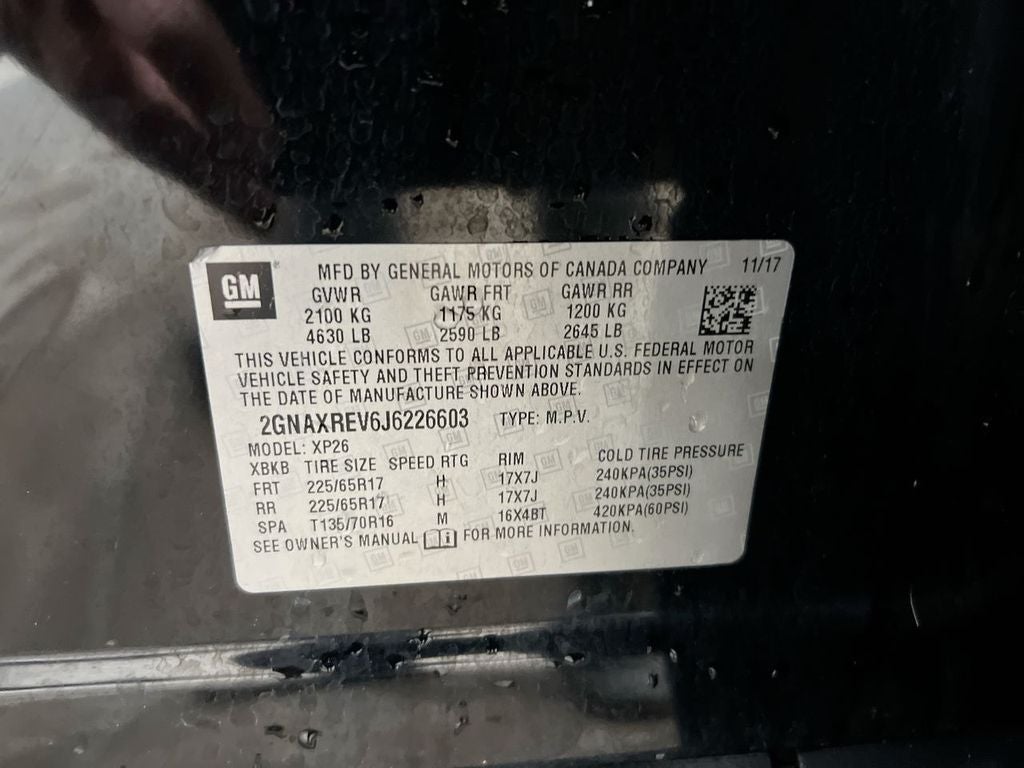 GM MFD BY GENERAL MOTORS OF CANADA COMPANY 11/17
GVWR GAWR FRT GAWR RR
2100 KG 1175 KG 1200 KG
4630 LB 2590 LB 2645 LB
THIS VEHICLE CONFORMS TO ALL APPLICABLE U.S. FEDERAL MOTOR
VEHICLE SAFETY AND THEFT PREVENTION STANDARDS IN EFFECT ON
THE DATE OF MANUFACTURE SHOWN ABOVE.
2GNAXREV6J6226603 TYPE: M.P.V.
MODEL: XP26
XBKB TIRE SIZE SPEED RTG RIM COLD TIRE PRESSURE
FRT 225/65R17 H 17X7J 240KPA(35PSI)
RR 225/65R17 H 17X7J 240KPA(35PSI)
SPA T135/70R16 M 16X4BT 420KPA(60PSI)
SEE OWNER'S MANUAL i FOR MORE INFORMATION.